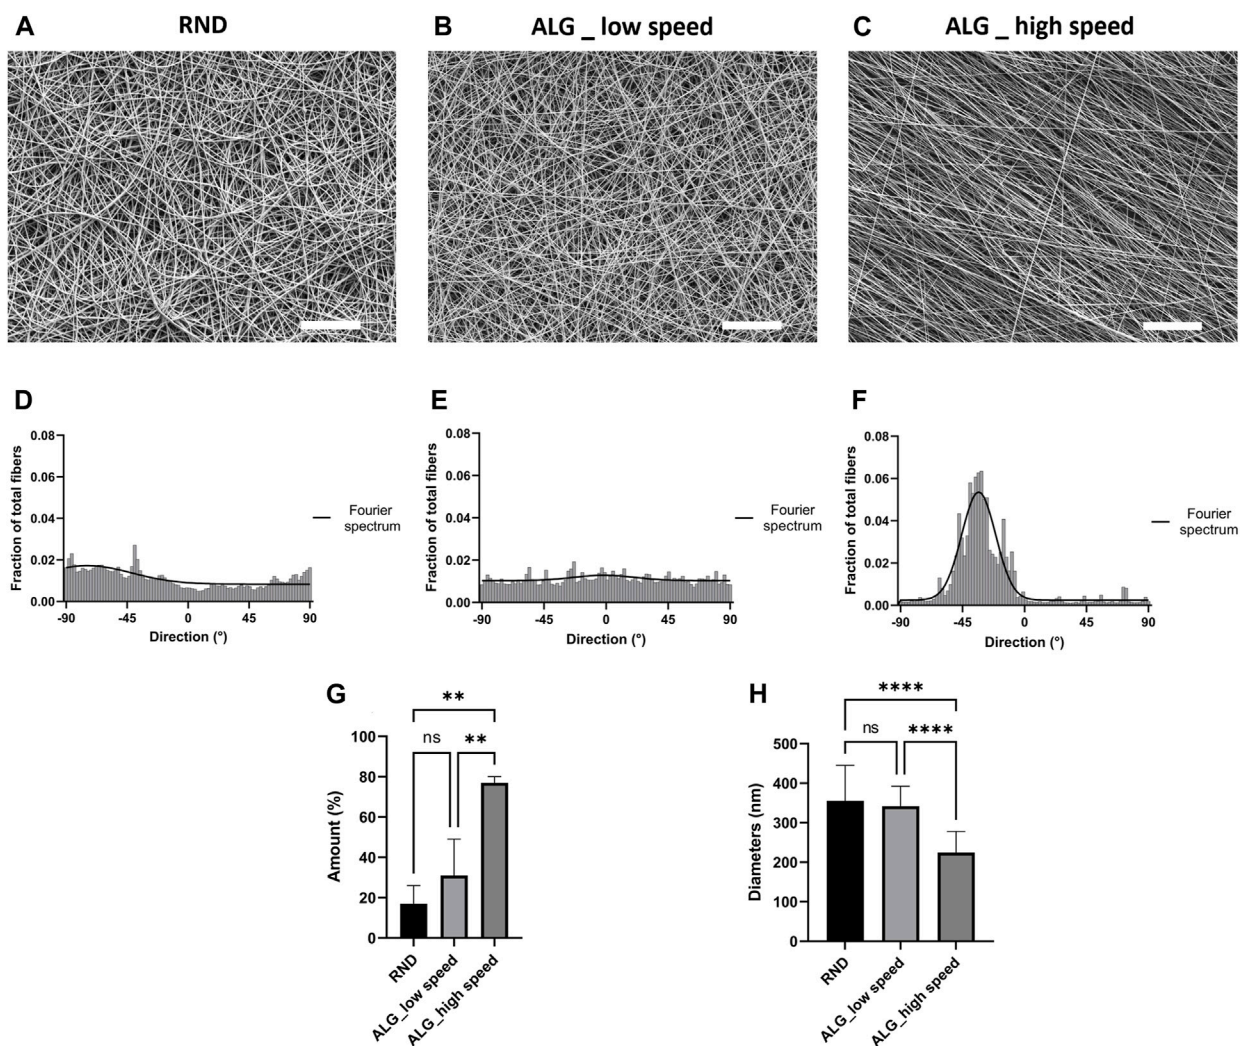 A RND
B ALG _ low speed
C ALG _ high speed
D
Fraction of total fibers
0.08
0.06
0.04
0.02
0.00
-90 -45 0 45 90
Direction (°)
Fourier
spectrum
E
Fraction of total fibers
0.08
0.06
0.04
0.02
0.00
-90 -45 0 45 90
Direction (°)
Fourier
spectrum
F
Fraction of total fibers
0.08
0.06
0.04
0.02
0.00
-90 -45 0 45 90
Direction (°)
Fourier
spectrum
G
**
ns **
Amount (%)
100
80
60
40
20
0
RND
ALG_low speed
ALG_high speed
H
****
ns ****
Diameters (nm)
500
400
300
200
100
0
RND
ALG_low speed
ALG_high speed